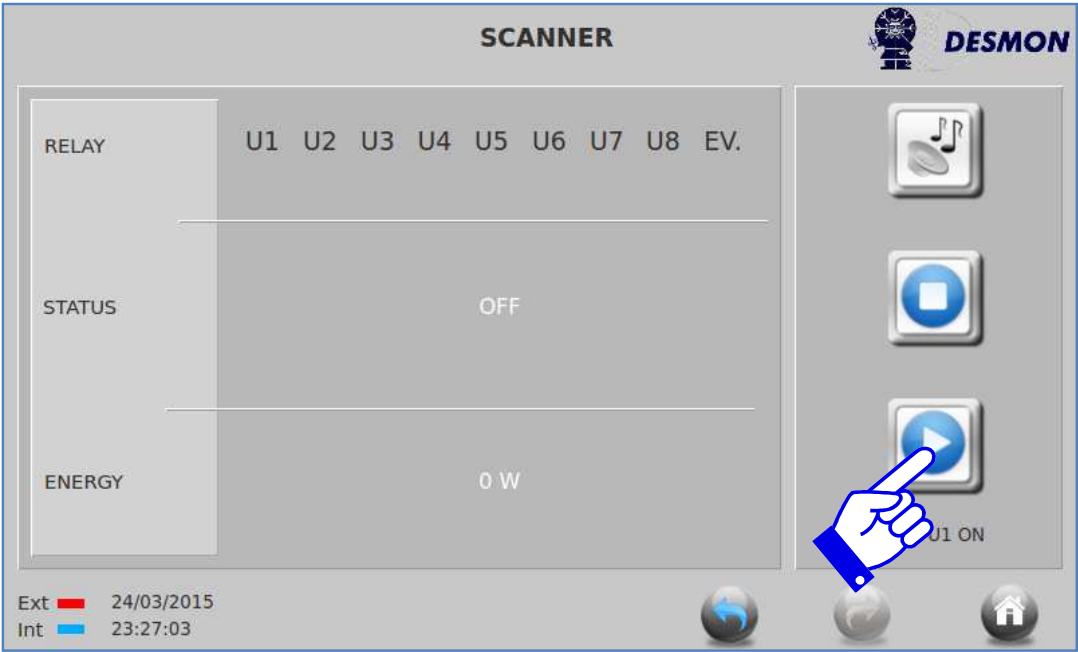 SCANNER
DESMON
RELAY U1 U2 U3 U4 U5 U6 U7 U8 EV.
STATUS OFF
ENERGY 0 W
U1 ON
Ext 24/03/2015
Int 23:27:03